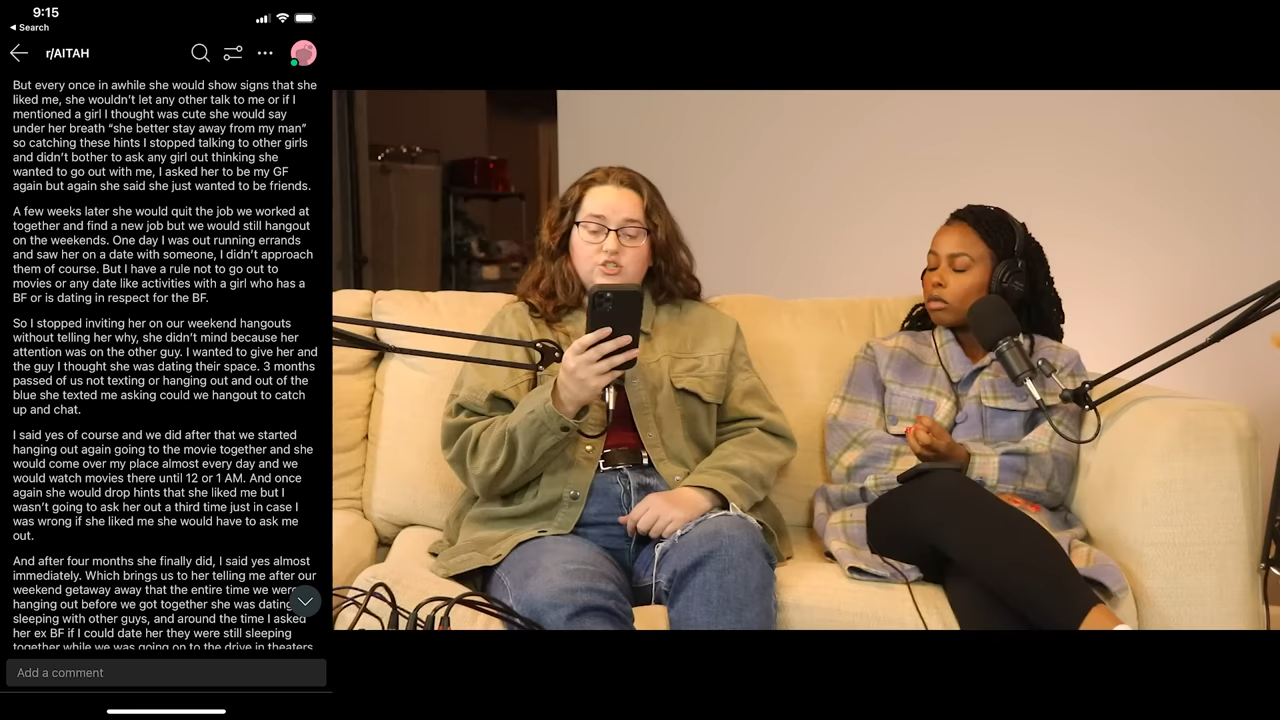 9:15
Search
r/AITAH
But every once in awhile she would show signs that she
liked me, she wouldn't let any other talk to me or if I
mentioned a girl I thought was cute she would say
under her breath “she better stay away from my man”
so catching these hints I stopped talking to other girls
and didn't bother to ask any girl out thinking she
wanted to go out with me, I asked her to be my GF
again but again she said she just wanted to be friends.
A few weeks later she would quit the job we worked at
together and find a new job but we would still hangout
on the weekends. One day I was out running errands
and saw her on a date with someone, I didn't approach
them of course. But I have a rule not to go out to
movies or any date like activities with a girl who has a
BF or is dating in respect for the BF.
So I stopped inviting her on our weekend hangouts
without telling her why, she didn't mind because her
attention was on the other guy. I wanted to give her and
the guy I thought she was dating their space. 3 months
passed of us not texting or hanging out and out of the
blue she texted me asking could we hangout to catch
up and chat.
I said yes of course and we did after that we started
hanging out again going to the movie together and she
would come over my place almost every day and we
would watch movies there until 12 or 1 AM. And once
again she would drop hints that she liked me but I
wasn't going to ask her out a third time just in case I
was wrong if she liked me she would have to ask me
out.
And after four months she finally did, I said yes almost
immediately. Which brings us to her telling me after our
weekend getaway away that the entire time we were
hanging out before we got together she was dating
sleeping with other guys, and around the time I asked
her ex BF if I could date her they were still sleeping
together while we was going on to the drive in theaters
Add a comment